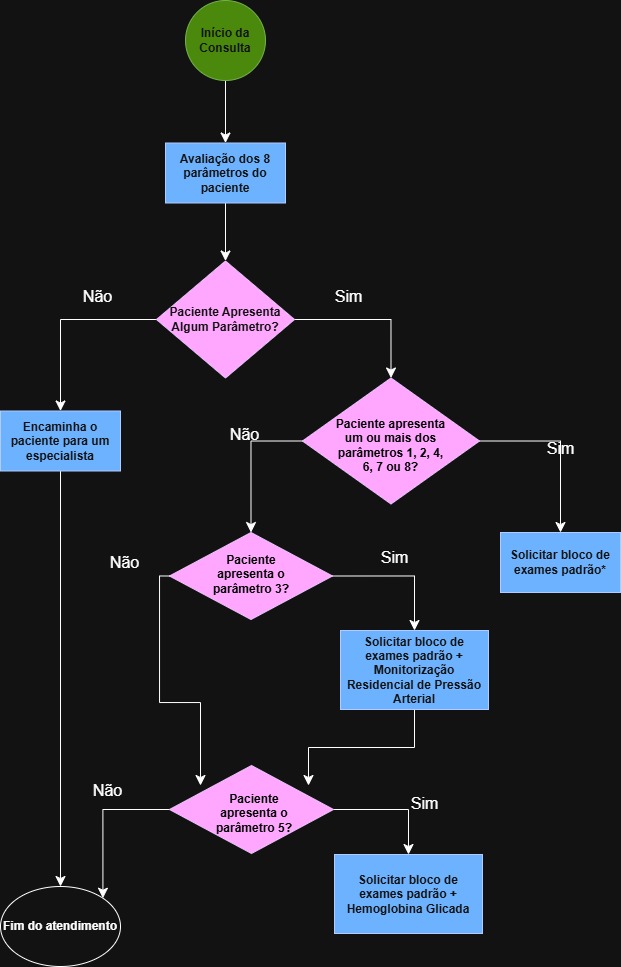 Início da
Consulta
Avaliação dos 8
parâmetros do
paciente
Não
Sim
Paciente Apresenta
Algum Parâmetro?
Encaminha o
paciente para um
especialista
Paciente apresenta
um ou mais dos
parâmetros 1, 2, 4,
6, 7 ou 8?
Não
Sim
Solicitar bloco de
exames padrão*
Não
Paciente
apresenta o
parâmetro 3?
Sim
Solicitar bloco de
exames padrão +
Monitorização
Residencial de Pressão
Arterial
Não
Paciente
apresenta o
parâmetro 5?
Sim
Solicitar bloco de
exames padrão +
Hemoglobina Glicada
Fim do atendimento